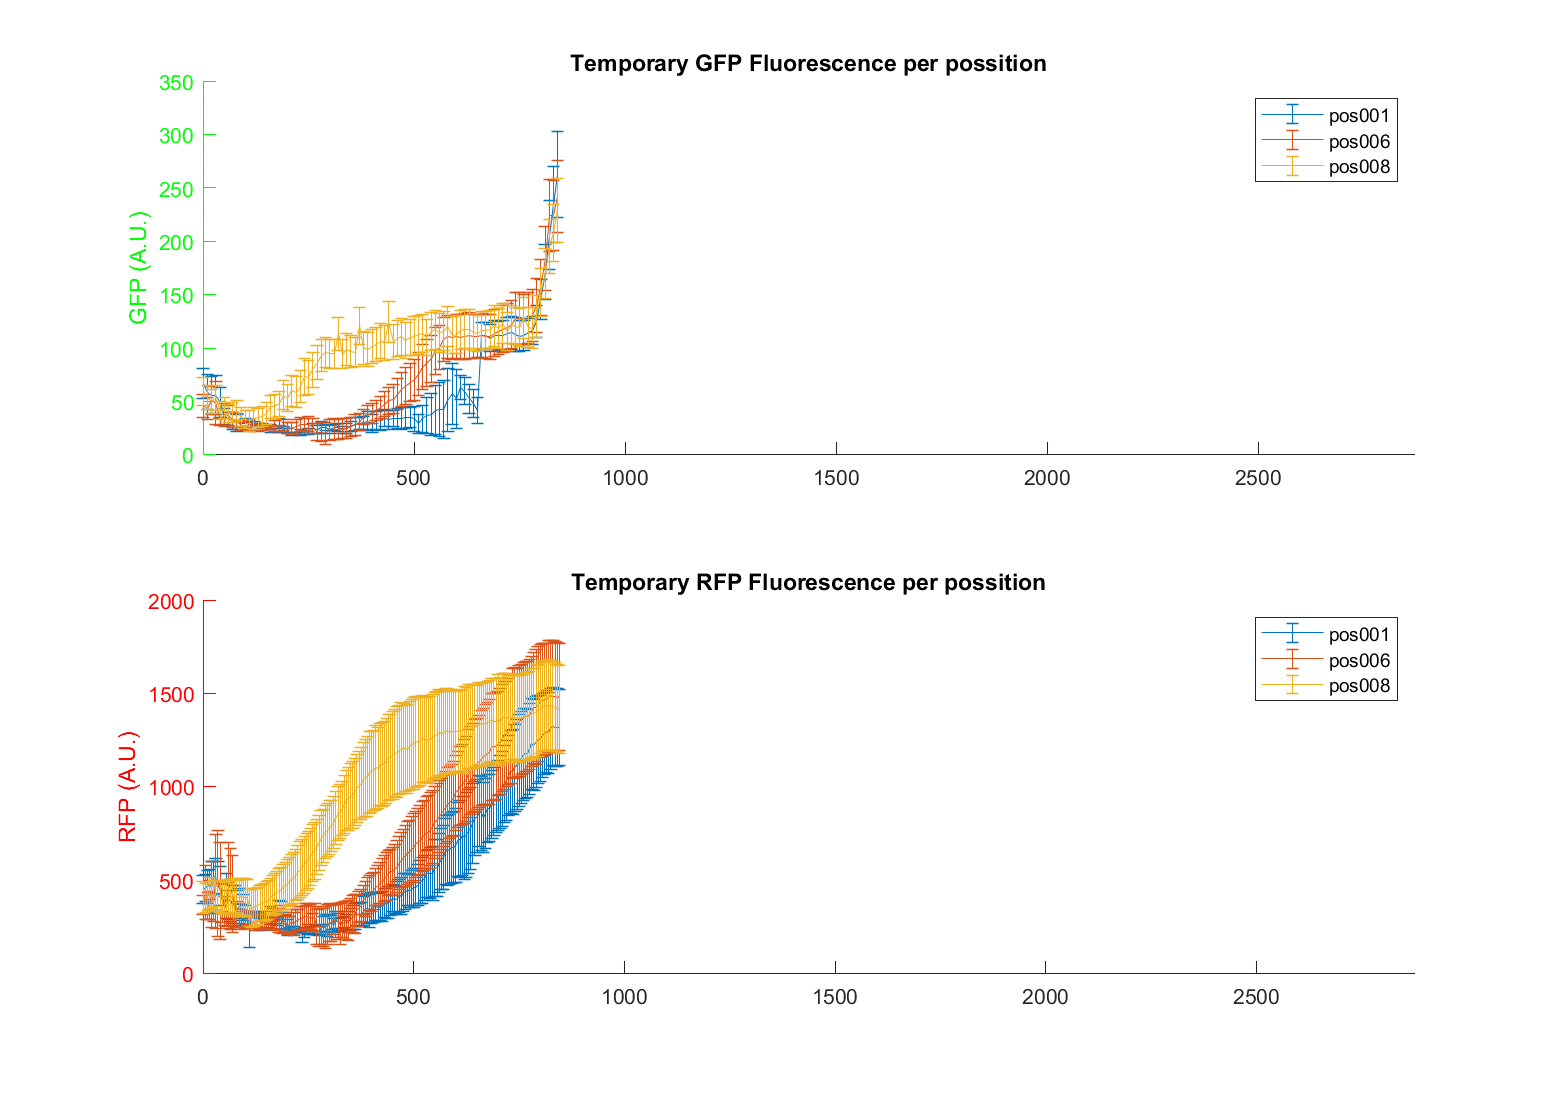 Temporary GFP Fluorescence per possition
350
300
250
200
150
100
50
0
GFP (A.U.)
0 500 1000 1500 2000 2500
pos001
pos006
pos008
Temporary RFP Fluorescence per possition
2000
1500
1000
500
0
RFP (A.U.)
0 500 1000 1500 2000 2500
pos001
pos006
pos008